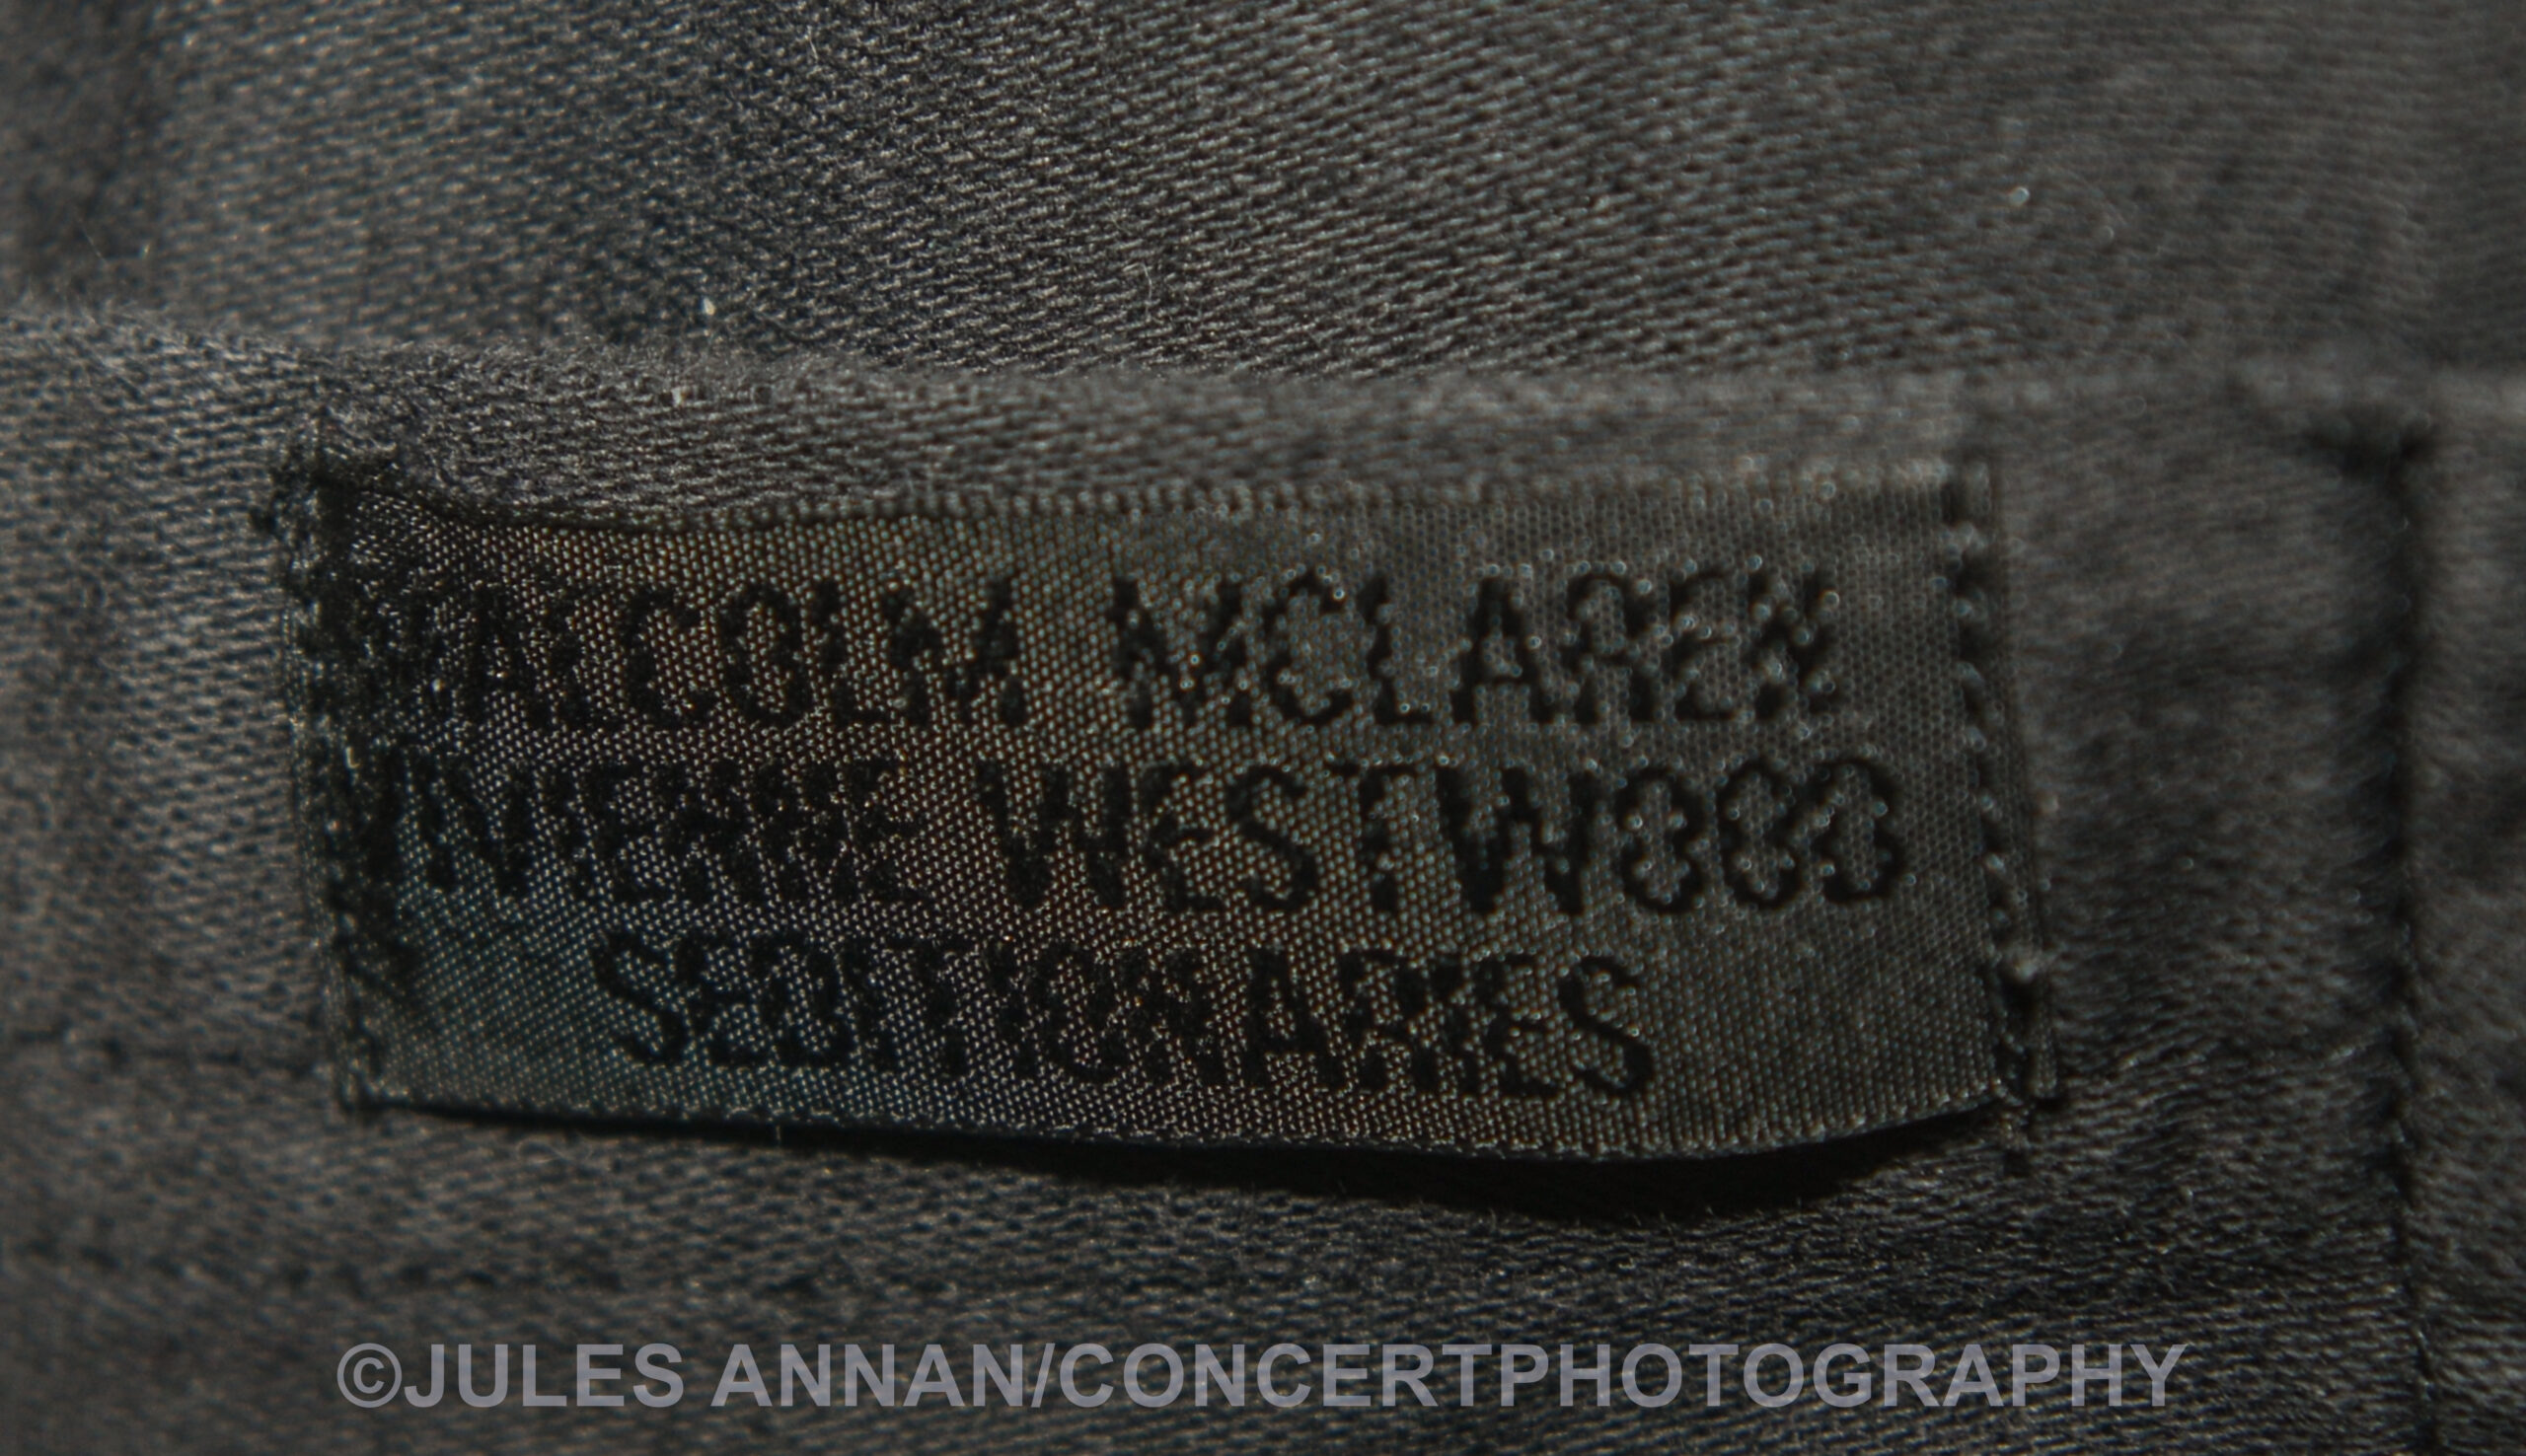 MALCOLM MCLAREN
VIVIENNE WESTWOOD
SEDITIONARIES
©JULES ANNAN/CONCERTPHOTOGRAPHY